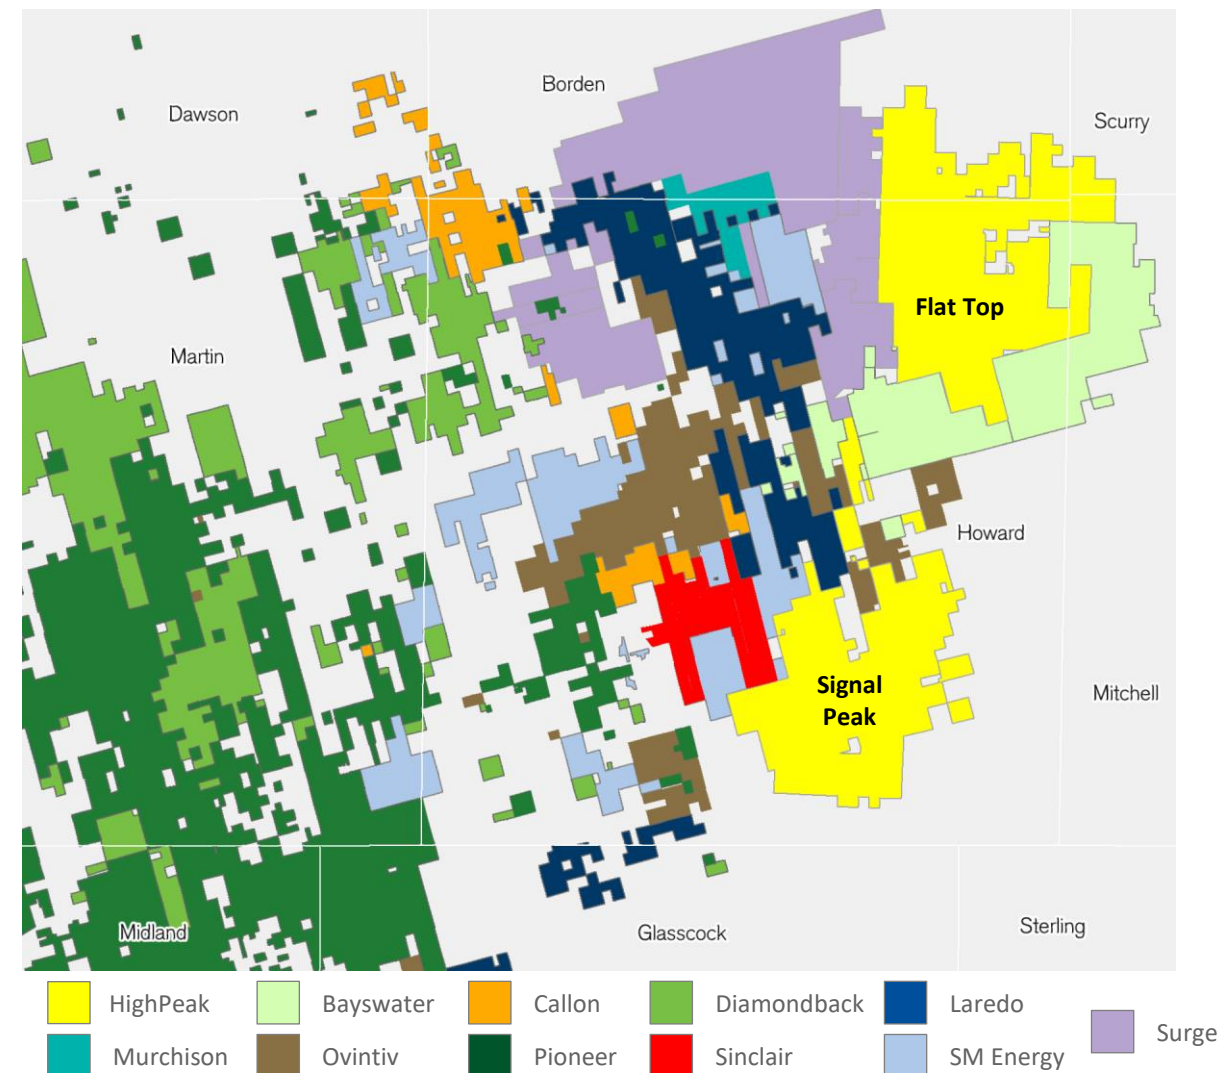 Borden
Dawson
Scurry
Flat Top
Martin
Howard
Signal
Peak
Mitchell
Midland
Glasscock
Sterling
HighPeak
Bayswater
Callon
Diamondback
Laredo
Surge
Murchison
Ovintiv
Pioneer
Sinclair
SM Energy